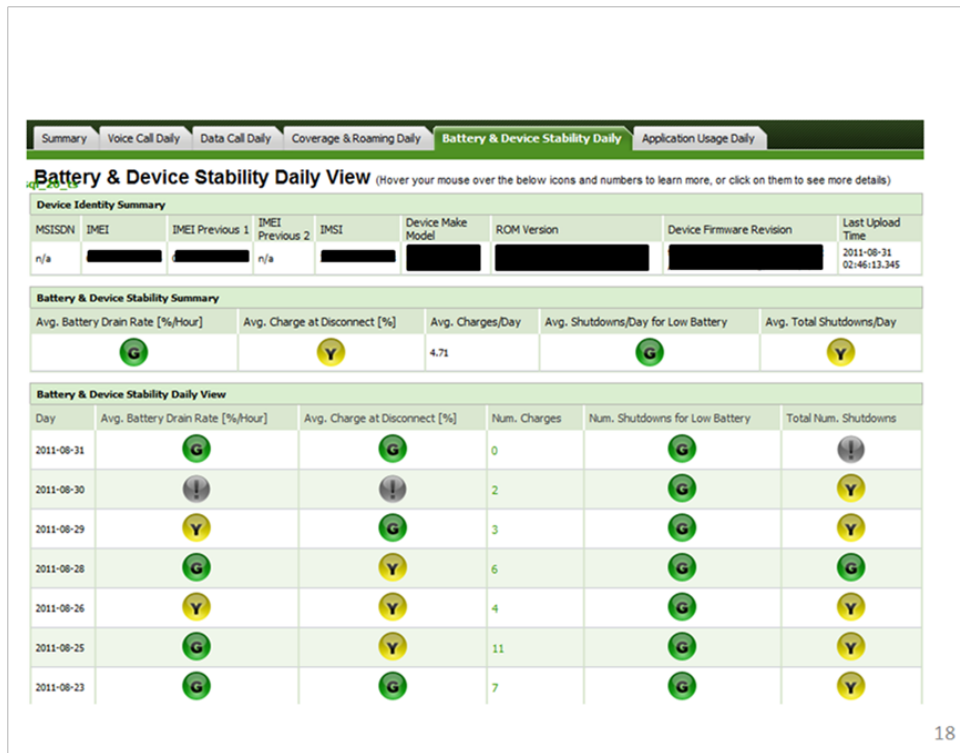 Summary Voice Call Daily Data Call Daily Coverage & Roaming Daily Battery & Device Stability Daily Application Usage Daily
Battery & Device Stability Daily View (Hover your mouse over the below icons and numbers to learn more, or click on them to see more details)
Device Identity Summary
MSISDN IMEI IMEI Previous 1 IMEI Previous 2 IMSI Device Make Model ROM Version Device Firmware Revision Last Upload Time
n/a n/a 2011-08-31 02:46:13.345
Battery & Device Stability Summary
Avg. Battery Drain Rate [%/Hour] Avg. Charge at Disconnect [%] Avg. Charges/Day Avg. Shutdowns/Day for Low Battery Avg. Total Shutdowns/Day
G Y 4.71 G Y
Battery & Device Stability Daily View
Day Avg. Battery Drain Rate [%/Hour] Avg. Charge at Disconnect [%] Num. Charges Num. Shutdowns for Low Battery Total Num. Shutdowns
2011-08-31 G G 0 G !
2011-08-30 ! ! 2 G Y
2011-08-29 Y G 3 G Y
2011-08-28 G Y 6 G G
2011-08-26 Y Y 4 G Y
2011-08-25 G Y 11 G Y
2011-08-23 G G 7 G Y
18